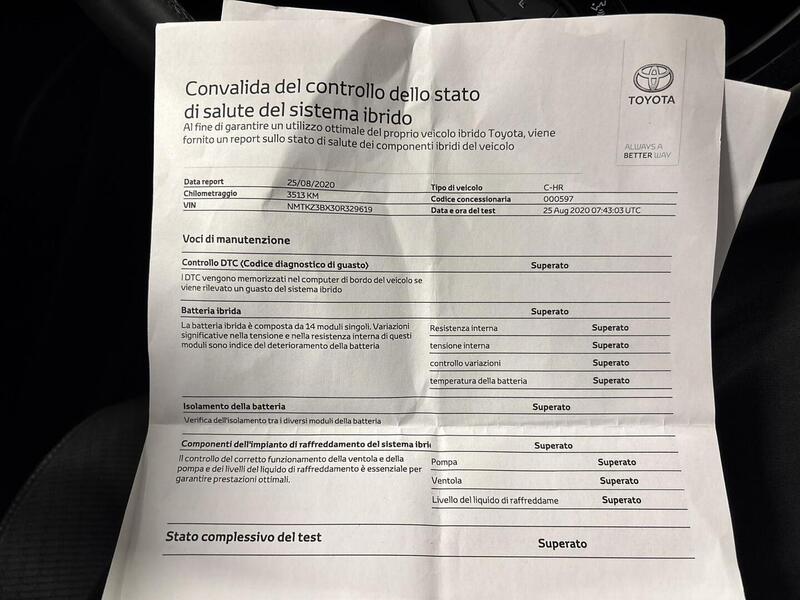 Convalida del controllo dello stato
di salute del sistema ibrido
Al fine di garantire un utilizzo ottimale del proprio veicolo ibrido Toyota, viene
fornito un report sullo stato di salute dei componenti ibridi del veicolo
TOYOTA
ALWAYS A
BETTER WAY
Data report 25/08/2020 Tipo di veicolo C-HR
Chilometraggio 3513 KM Codice concessionaria 000597
VIN NMTKZ3BX30R329619 Data e ora del test 25 Aug 2020 07:43:03 UTC
Voci di manutenzione
Controllo DTC (Codice diagnostico di guasto) Superato
I DTC vengono memorizzati nel computer di bordo del veicolo se
viene rilevato un guasto del sistema ibrido
Batteria ibrida Superato
La batteria ibrida è composta da 14 moduli singoli. Variazioni
significative nella tensione e nella resistenza interna di questi
moduli sono indice del deterioramento della batteria
Resistenza interna Superato
tensione interna Superato
controllo variazioni Superato
temperatura della batteria Superato
Isolamento della batteria Superato
Verifica dell'isolamento tra i diversi moduli della batteria
Componenti dell'impianto di raffreddamento del sistema ibri Superato
Il controllo del corretto funzionamento della ventola e della
pompa e dei livelli del liquido di raffreddamento è essenziale per
garantire prestazioni ottimali.
Pompa Superato
Ventola Superato
Livello del liquido di raffreddame Superato
Stato complessivo del test Superato